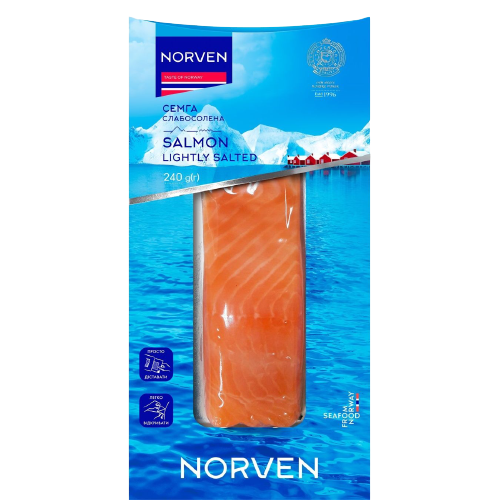 NORVEN
TASTE OF NORWAY
СЕМГА
СЛАБОСОЛЕНА
SALMON
LIGHTLY SALTED
240 g(г)
ПРОСТО
ДІСТАВАТИ
ЛЕГКО
ВІДКРИВАТИ
SEAFOOD
FROM
NORWAY
NORVEN